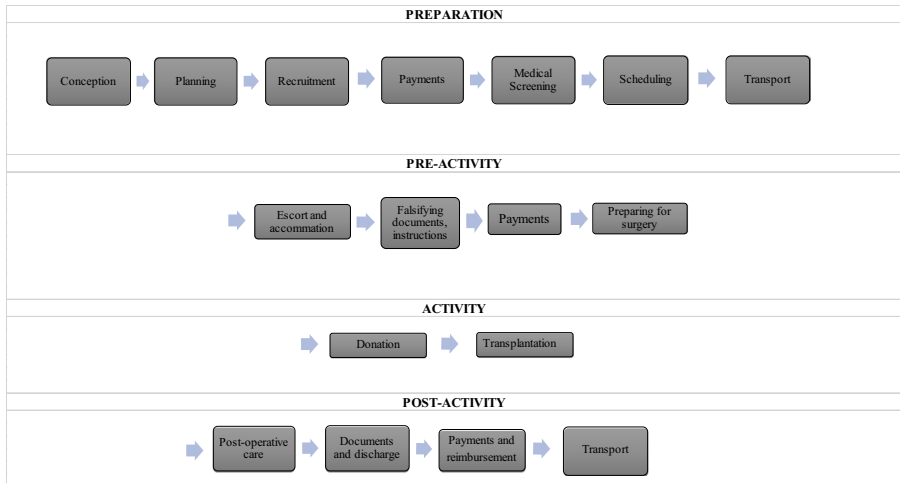 PREPARATION
Conception
Planning
Recruitment
Payments
Medical
Screening
Scheduling
Transport
PRE-ACTIVITY
Escort and
accommation
Falsifying
documents,
instructions
Payments
Preparing for
surgery
ACTIVITY
Donation
Transplantation
POST-ACTIVITY
Post-operative
care
Documents
and discharge
Payments and
reimbursement
Transport